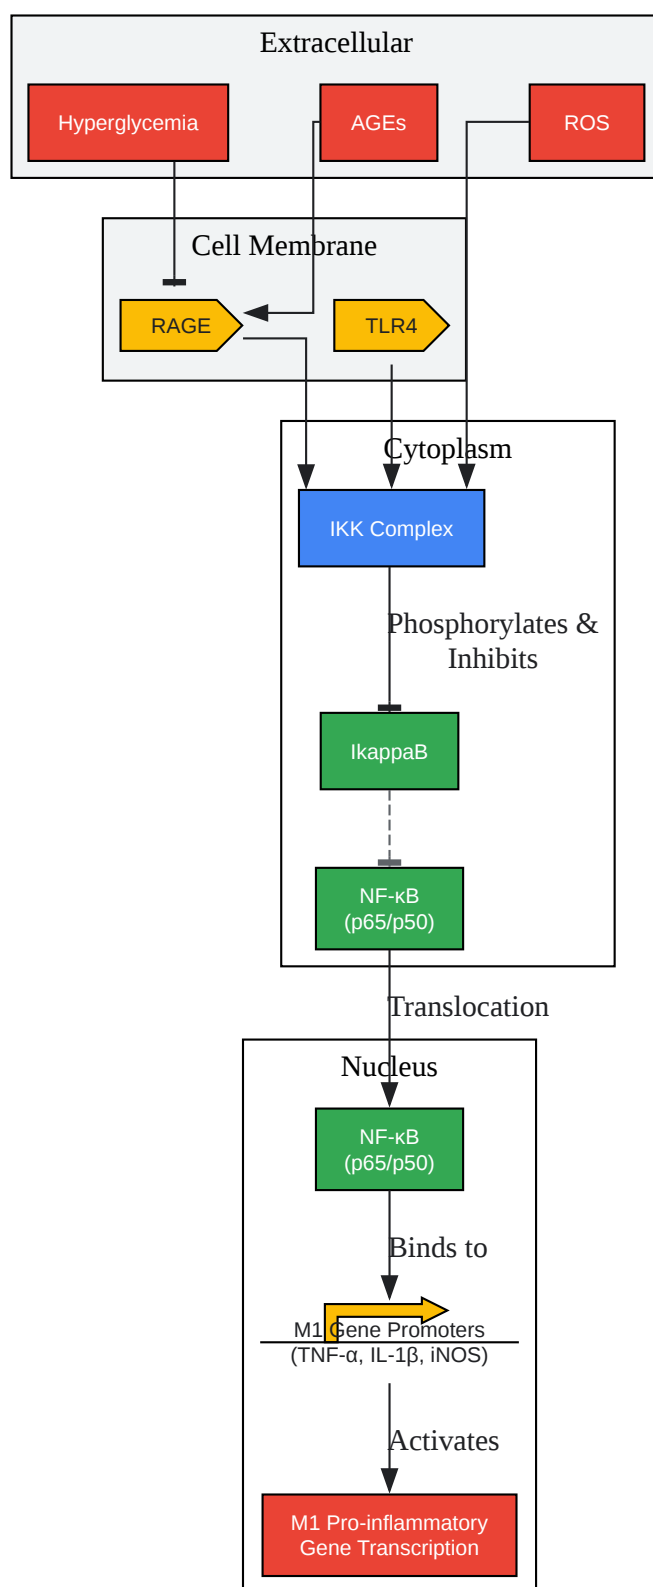 Extracellular
Hyperglycemia
AGEs
ROS
Cell Membrane
RAGE
TLR4
Cytoplasm
IKK Complex
Phosphorylates &
Inhibits
IkappaB
NF-κB
(p65/p50)
Translocation
Nucleus
NF-κB
(p65/p50)
Binds to
M1 Gene Promoters
(TNF-α, IL-1β, iNOS)
Activates
M1 Pro-inflammatory
Gene Transcription